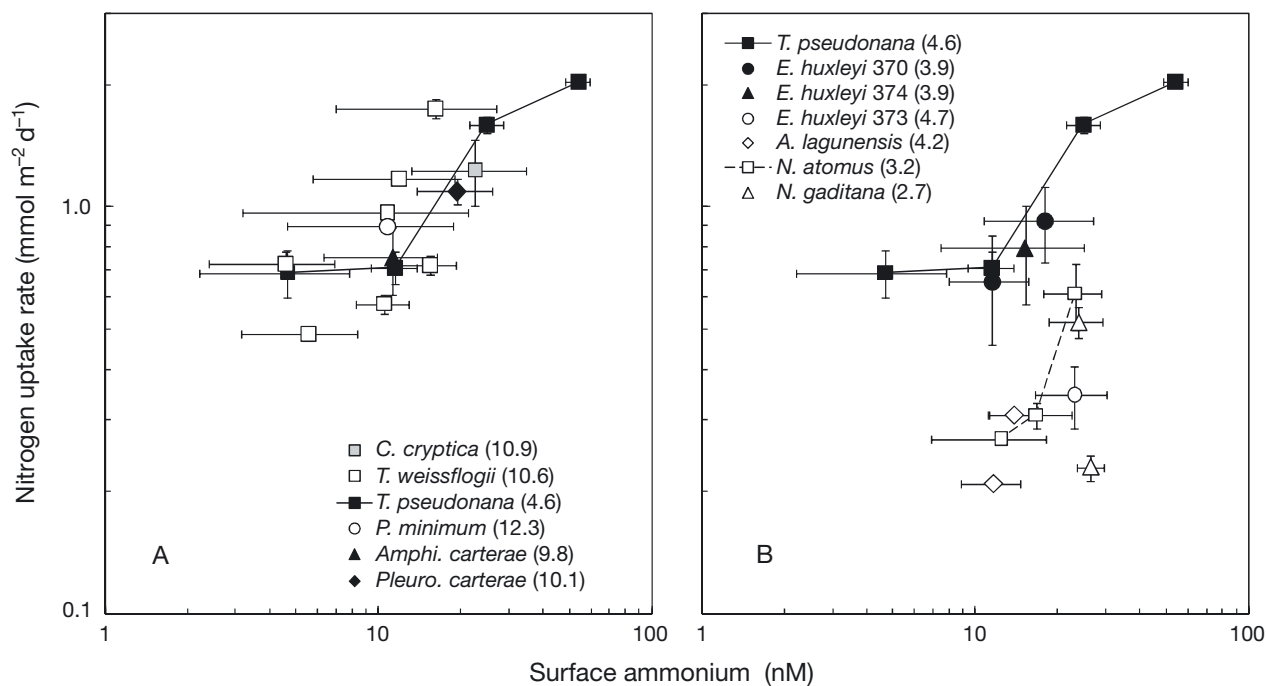 Nitrogen uptake rate (mmol m⁻² d⁻¹)
1.0
0.1
C. cryptica (10.9)
T. weissflogii (10.6)
T. pseudonana (4.6)
P. minimum (12.3)
Amphi. carterae (9.8)
Pleuro. carterae (10.1)
A
1
10
100
T. pseudonana (4.6)
E. huxleyi 370 (3.9)
E. huxleyi 374 (3.9)
E. huxleyi 373 (4.7)
A. lagunensis (4.2)
N. atomus (3.2)
N. gaditana (2.7)
B
1
10
100
Surface ammonium (nM)